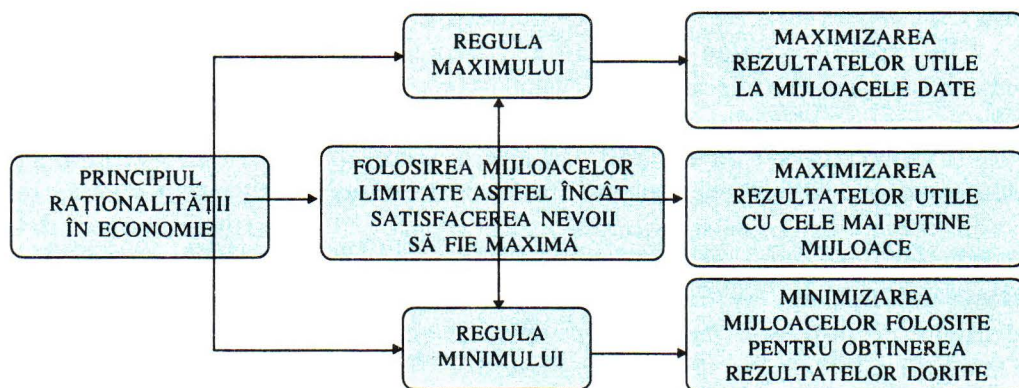 REGULA
MAXIMULUI
MAXIMIZAREA
REZULTATELOR UTILE
LA MIJLOACELE DATE
PRINCIPIUL
RAȚIONALITĂȚII
ÎN ECONOMIE
FOLOSIREA MIJLOACELOR
LIMITATE ASTFEL ÎNCÂT
SATISFACEREA NEVOII
SĂ FIE MAXIMĂ
MAXIMIZAREA
REZULTATELOR UTILE
CU CELE MAI PUȚINE
MIJLOACE
REGULA
MINIMULUI
MINIMIZAREA
MIJLOACELOR FOLOSITE
PENTRU OBȚINEREA
REZULTATELOR DORITE